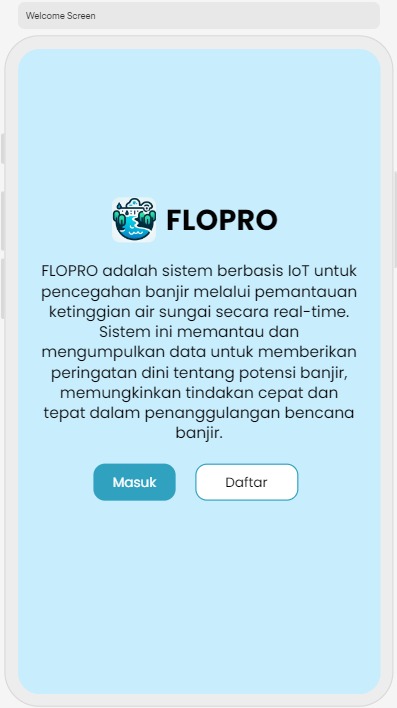 Welcome Screen
FLOPRO
FLOPRO adalah sistem berbasis IoT untuk
pencegahan banjir melalui pemantauan
ketinggian air sungai secara real-time.
Sistem ini memantau dan
mengumpulkan data untuk memberikan
peringatan dini tentang potensi banjir,
memungkinkan tindakan cepat dan
tepat dalam penanggulangan bencana
banjir.
Masuk
Daftar